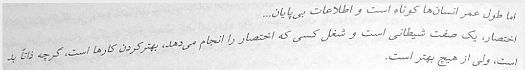 اما طول عمر انسان‌ها کوتاه است و اطلاعات بی‌پایان...
اختصار، یک صفت شیطانی است و شغل کسی که اختصار را انجام می‌دهد، بهترکردن کارها است، گرچه ذاتاً بد
است، ولی از هیچ بهتر است.